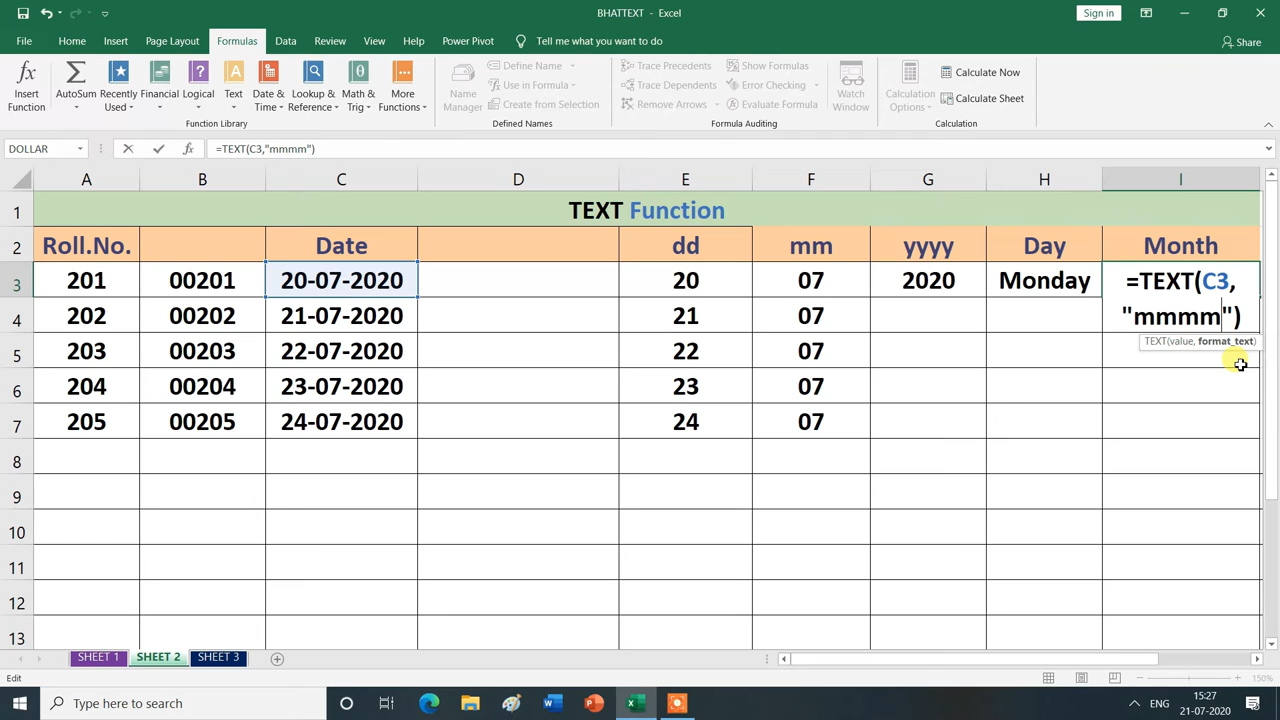 BHATTEXT - Excel
Sign in
File Home Insert Page Layout Formulas Data Review View Help Power Pivot Tell me what you want to do Share
Insert Function
AutoSum
Recently Used
Financial
Logical
Text
Date & Time
Lookup & Reference
Math & Trig
More Functions
Function Library
Name Manager
Define Name
Use in Formula
Create from Selection
Defined Names
Trace Precedents
Trace Dependents
Remove Arrows
Show Formulas
Error Checking
Evaluate Formula
Formula Auditing
Watch Window
Calculation Options
Calculate Now
Calculate Sheet
Calculation
DOLLAR fx =TEXT(C3,"mmmm")
A B C D E F G H I
1 TEXT Function
2 Roll.No. Date dd mm yyyy Day Month
3 201 00201 20-07-2020 20 07 2020 Monday =TEXT(C3,
4 202 00202 21-07-2020 21 07 "mmmm")
TEXT(value, format_text)
5 203 00203 22-07-2020 22 07
6 204 00204 23-07-2020 23 07
7 205 00205 24-07-2020 24 07
8
9
10
11
12
13
SHEET 1 SHEET 2 SHEET 3
Edit 150%
Type here to search
ENG 15:27
21-07-2020